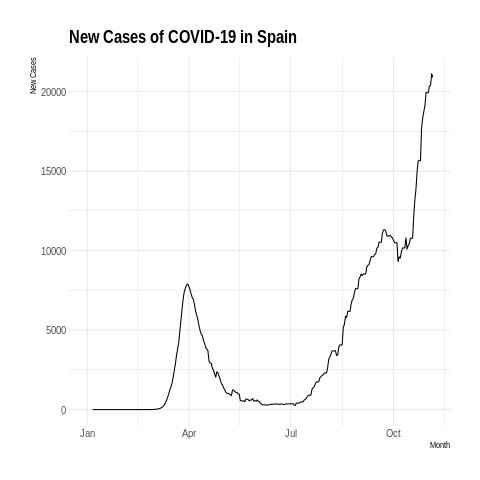 New Cases of COVID-19 in Spain
New Cases
20000
15000
10000
5000
0
Jan Apr Jul Oct
Month